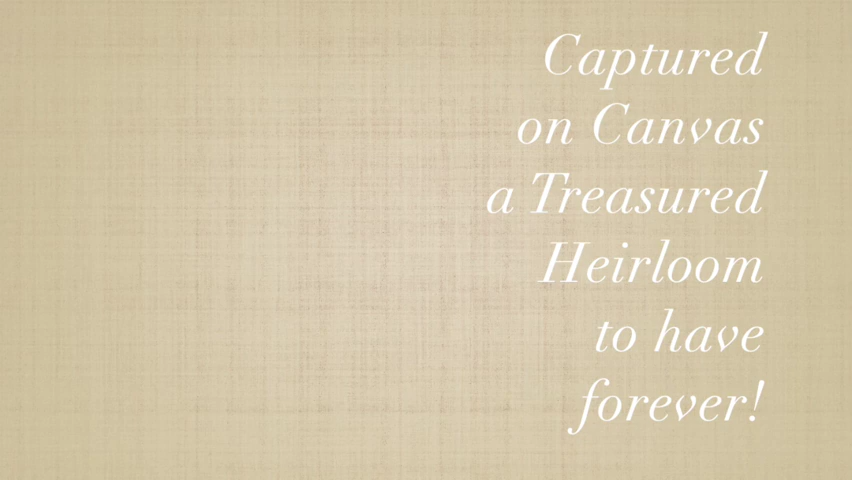 Captured
on Canvas
a Treasured
Heirloom
to have
forever!